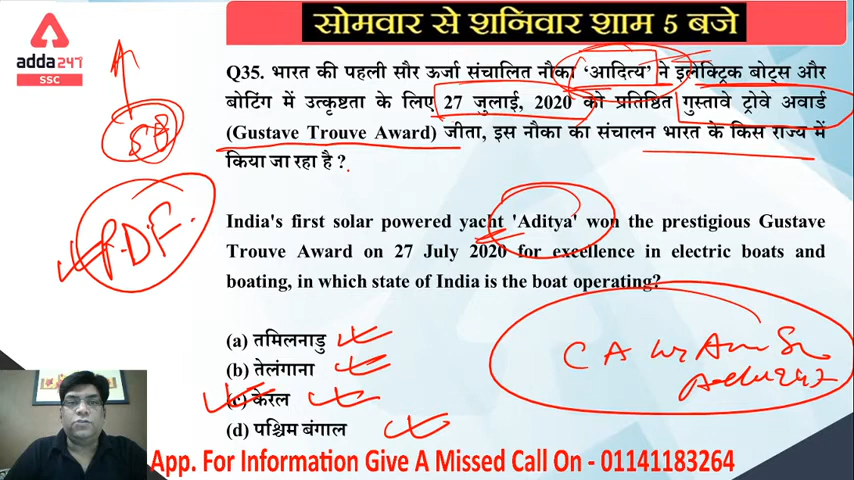 सोमवार से शनिवार शाम 5 बजे
adda247
SSC
Q35. भारत की पहली सौर ऊर्जा संचालित नौका ‘आदित्य’ ने इलेक्ट्रिक बोट्स और
बोटिंग में उत्कृष्टता के लिए 27 जुलाई, 2020 को प्रतिष्ठित गुस्तावे ट्रोवे अवार्ड
(Gustave Trouve Award) जीता, इस नौका का संचालन भारत के किस राज्य में
किया जा रहा है ?
P.D.F.
India's first solar powered yacht 'Aditya' won the prestigious Gustave
Trouve Award on 27 July 2020 for excellence in electric boats and
boating, in which state of India is the boat operating?
(a) तमिलनाडु
(b) तेलंगाना
(c) केरल
(d) पश्चिम बंगाल
C A
Adda247
App. For Information Give A Missed Call On - 01141183264